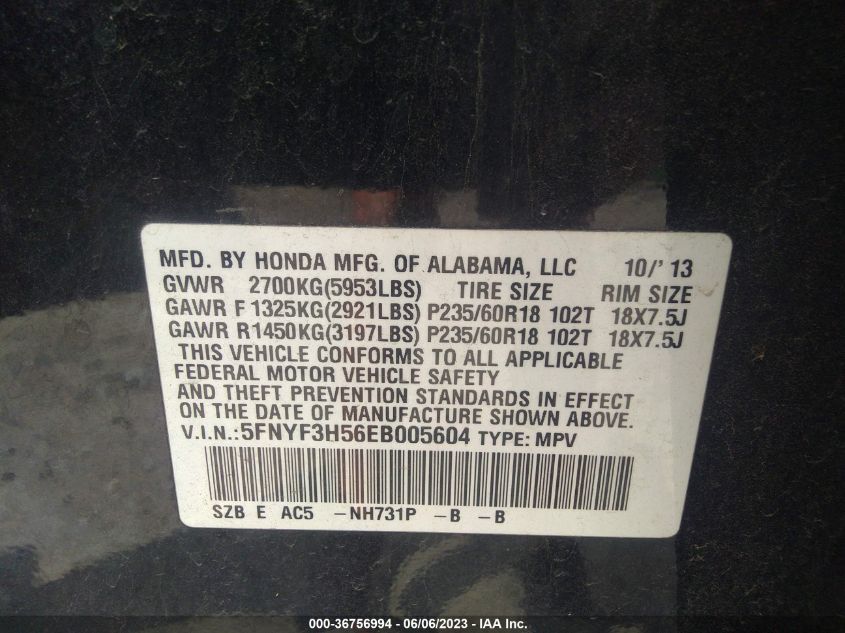 MFD. BY HONDA MFG. OF ALABAMA, LLC 10/'13
GVWR 2700KG(5953LBS) TIRE SIZE RIM SIZE
GAWR F 1325KG(2921LBS) P235/60R18 102T 18X7.5J
GAWR R1450KG(3197LBS) P235/60R18 102T 18X7.5J
THIS VEHICLE CONFORMS TO ALL APPLICABLE
FEDERAL MOTOR VEHICLE SAFETY
AND THEFT PREVENTION STANDARDS IN EFFECT
ON THE DATE OF MANUFACTURE SHOWN ABOVE.
V.I.N.:5FNYF3H56EB005604 TYPE: MPV
SZB E AC5 -NH731P -B -B
000-36756994 - 06/06/2023 - IAA Inc.